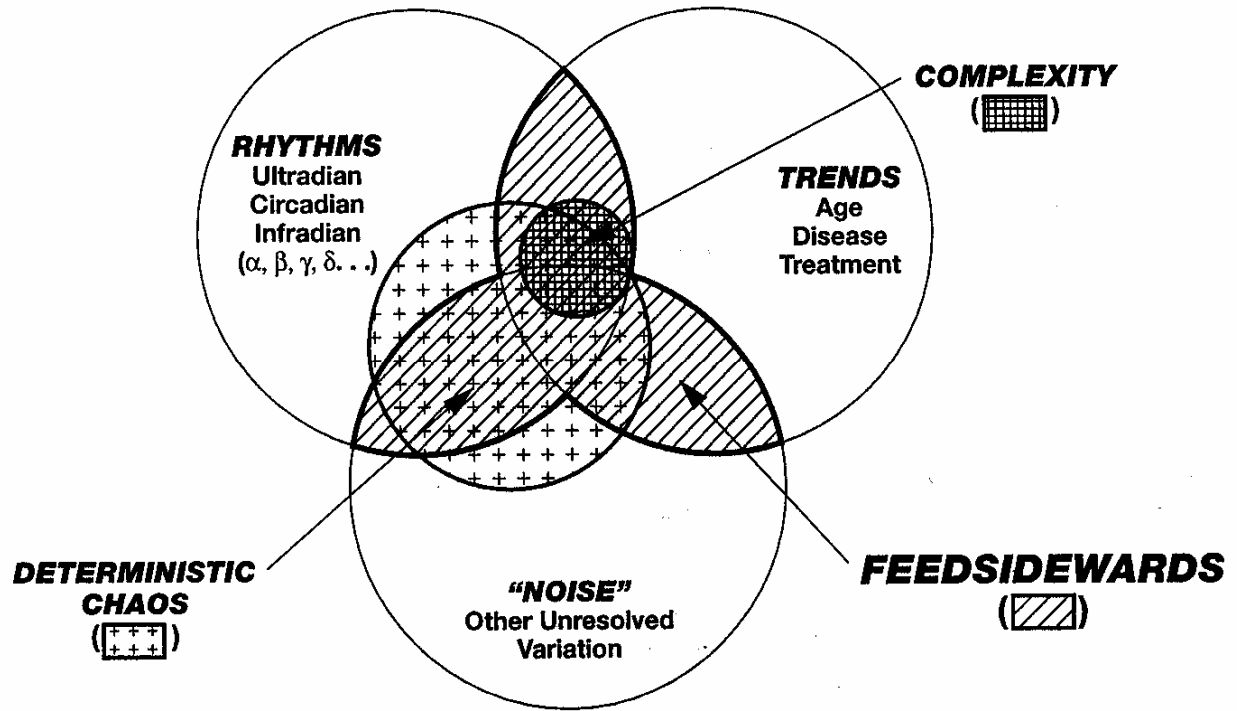 COMPLEXITY
( )
RHYTHMS
Ultradian
Circadian
Infradian
(α, β, γ, δ. . .)
TRENDS
Age
Disease
Treatment
DETERMINISTIC
CHAOS
( )
“NOISE”
Other Unresolved
Variation
FEEDSIDEWARDS
( )